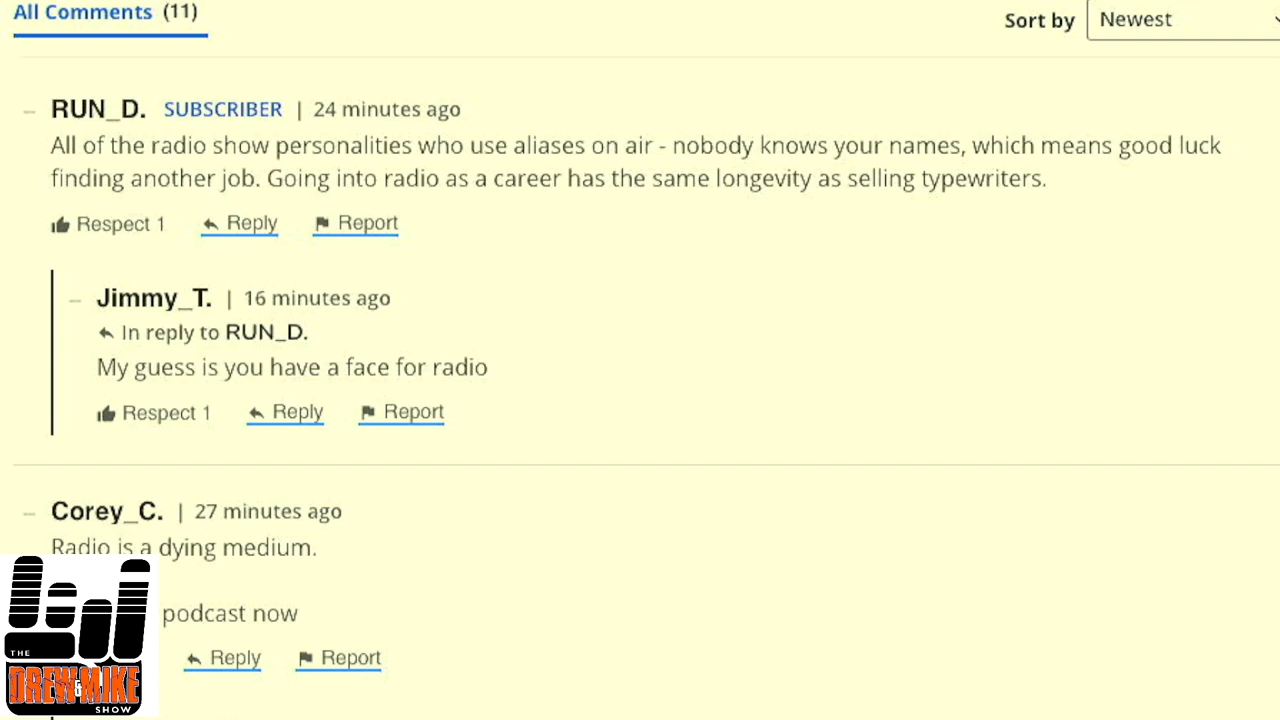 All Comments (11)
Sort by Newest
RUN_D. SUBSCRIBER | 24 minutes ago
All of the radio show personalities who use aliases on air - nobody knows your names, which means good luck
finding another job. Going into radio as a career has the same longevity as selling typewriters.
Respect 1 Reply Report
Jimmy_T. | 16 minutes ago
In reply to RUN_D.
My guess is you have a face for radio
Respect 1 Reply Report
Corey_C. | 27 minutes ago
Radio is a dying medium.
podcast now
Reply Report
THE
DREW & MIKE
SHOW